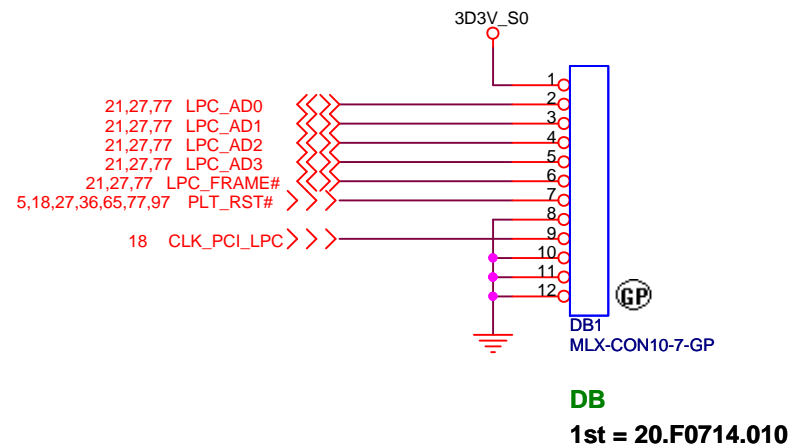 3D3V_S0
1
21,27,77 LPC_AD0 2
21,27,77 LPC_AD1 3
21,27,77 LPC_AD2 4
21,27,77 LPC_AD3 5
21,27,77 LPC_FRAME# 6
5,18,27,36,65,77,97 PLT_RST# 7
8
18 CLK_PCI_LPC 9
10
11
12
GP
DB1
MLX-CON10-7-GP
DB
1st = 20.F0714.010